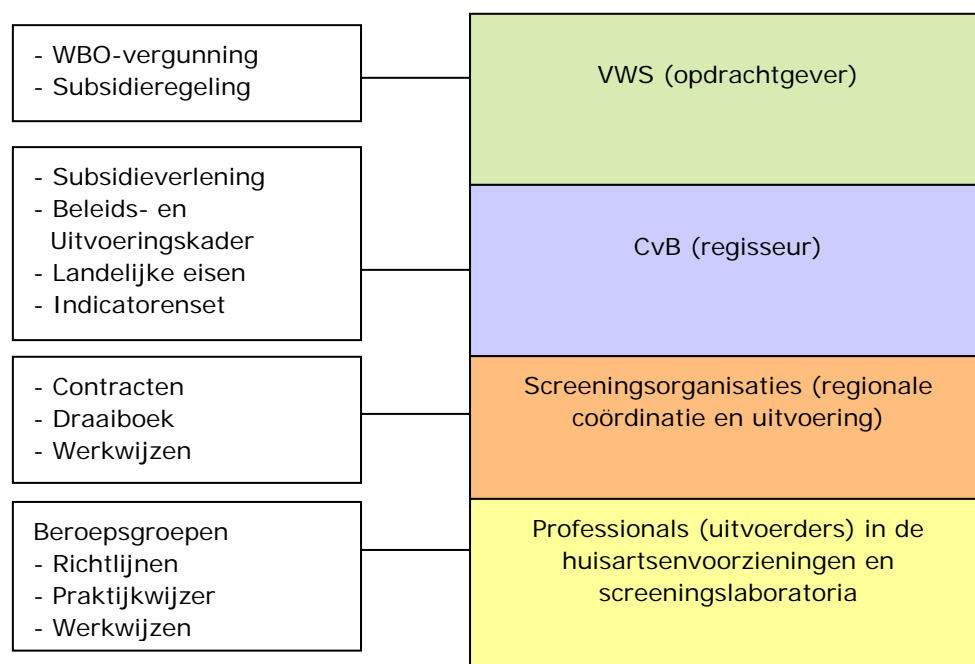 - WBO-vergunning
- Subsidieregeling
VWS (opdrachtgever)
- Subsidieverlening
- Beleids- en
Uitvoeringskader
- Landelijke eisen
- Indicatorenset
CvB (regisseur)
- Contracten
- Draaiboek
- Werkwijzen
Screeningsorganisaties (regionale
coördinatie en uitvoering)
Beroepsgroepen
- Richtlijnen
- Praktijkwijzer
- Werkwijzen
Professionals (uitvoerders) in de
huisartsenvoorzieningen en
screeningslaboratoria